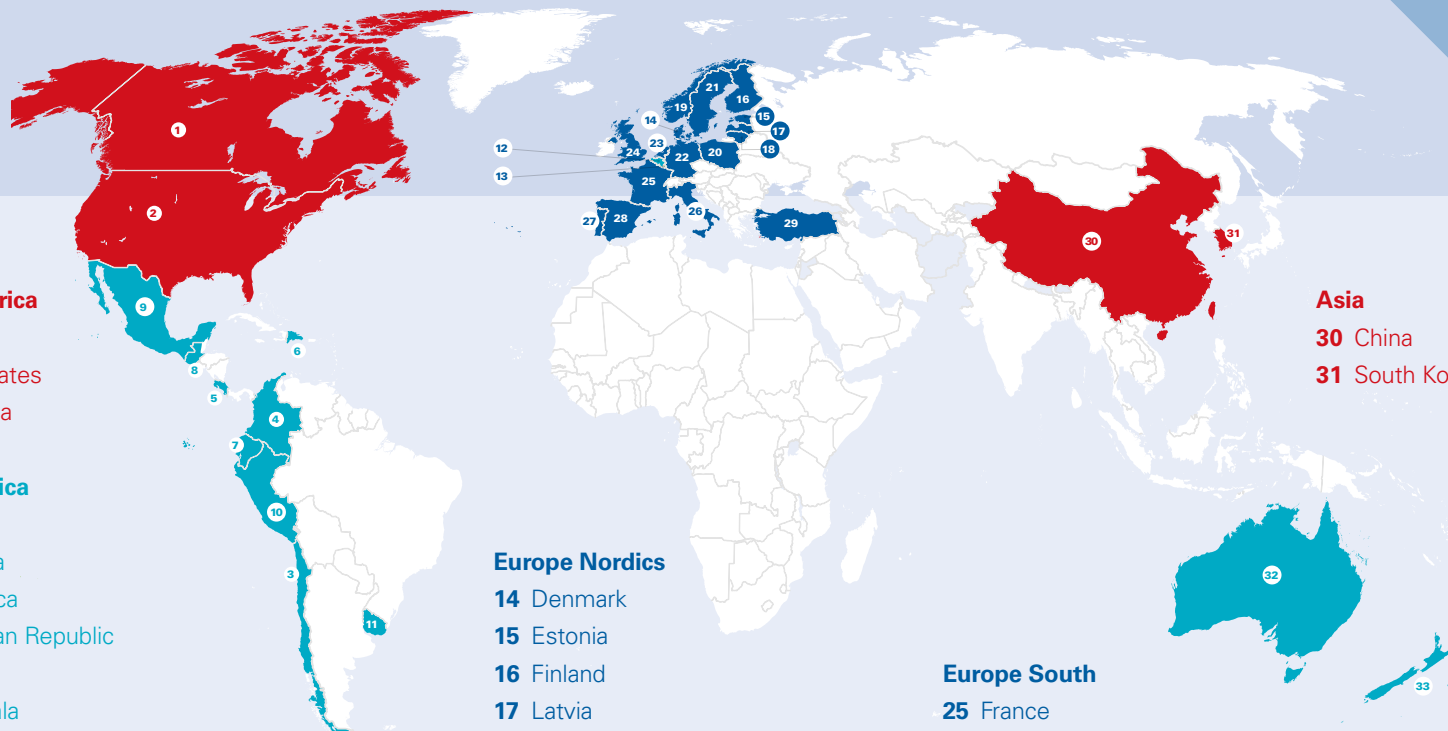 1
2
3
4
5
6
7
8
9
10
11
12
13
14
15
16
17
18
19
20
21
22
23
24
25
26
27
28
29
30
31
32
33
rica
ates
a
ica
a
ca
an Republic
la
Europe Nordics
14 Denmark
15 Estonia
16 Finland
17 Latvia
Europe South
25 France
Asia
30 China
31 South Ko